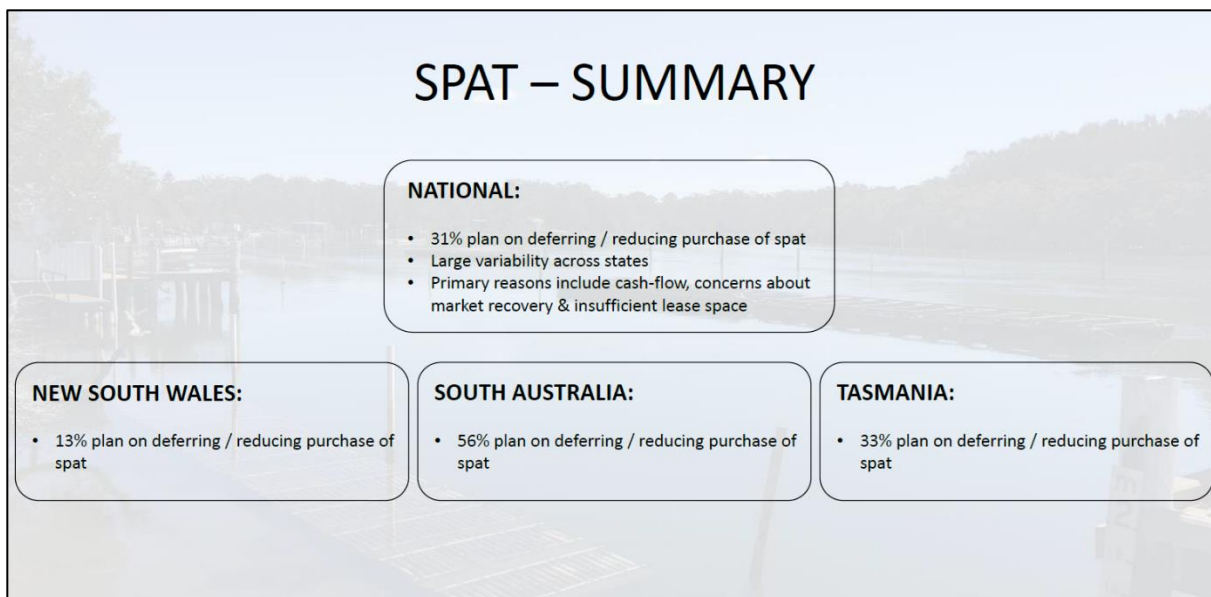 SPAT – SUMMARY
NATIONAL:
• 31% plan on deferring / reducing purchase of spat
• Large variability across states
• Primary reasons include cash-flow, concerns about
market recovery & insufficient lease space
NEW SOUTH WALES:
• 13% plan on deferring / reducing purchase of
spat
SOUTH AUSTRALIA:
• 56% plan on deferring / reducing purchase of
spat
TASMANIA:
• 33% plan on deferring / reducing purchase of
spat